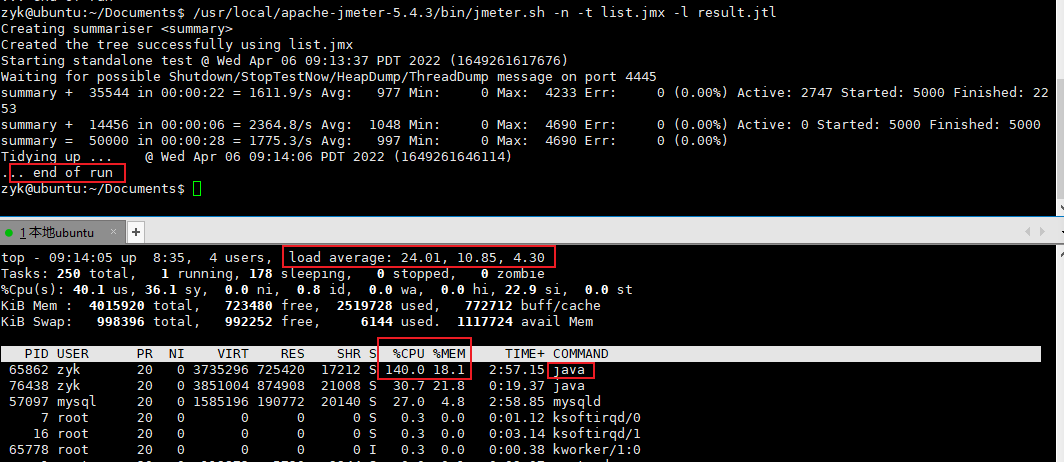 ... end of run
zyk@ubuntu:~/Documents$ /usr/local/apache-jmeter-5.4.3/bin/jmeter.sh -n -t list.jmx -l result.jtl
Creating summariser <summary>
Created the tree successfully using list.jmx
Starting standalone test @ Wed Apr 06 09:13:37 PDT 2022 (1649261617676)
Waiting for possible Shutdown/StopTestNow/HeapDump/ThreadDump message on port 4445
summary +  35544 in 00:00:22 = 1611.9/s Avg:   977 Min:     0 Max:  4233 Err:     0 (0.00%) Active: 2747 Started: 5000 Finished: 22
53
summary +  14456 in 00:00:06 = 2364.8/s Avg:  1048 Min:     0 Max:  4690 Err:     0 (0.00%) Active: 0 Started: 5000 Finished: 5000
summary =  50000 in 00:00:28 = 1775.3/s Avg:   997 Min:     0 Max:  4690 Err:     0 (0.00%)
Tidying up ...    @ Wed Apr 06 09:14:06 PDT 2022 (1649261646114)
... end of run
zyk@ubuntu:~/Documents$
1 本地ubuntu × +
top - 09:14:05 up  8:35,  4 users,  load average: 24.01, 10.85, 4.30
Tasks: 250 total,   1 running, 178 sleeping,   0 stopped,   0 zombie
%Cpu(s): 40.1 us, 36.1 sy,  0.0 ni,  0.8 id,  0.0 wa,  0.0 hi, 22.9 si,  0.0 st
KiB Mem :  4015920 total,   723480 free,  2519728 used,   772712 buff/cache
KiB Swap:   998396 total,   992252 free,     6144 used.  1117724 avail Mem
PID USER      PR  NI    VIRT    RES    SHR S  %CPU %MEM     TIME+ COMMAND
65862 zyk       20   0 3735296 725420  17212 S 140.0 18.1   2:57.15 java
76438 zyk       20   0 3851004 874908  21008 S  30.7 21.8   0:19.37 java
57097 mysql     20   0 1585196 190772  20140 S  27.0  4.8   2:58.85 mysqld
7 root      20   0       0      0      0 S   0.3  0.0   0:01.12 ksoftirqd/0
16 root      20   0       0      0      0 S   0.3  0.0   0:03.14 ksoftirqd/1
65778 root      20   0       0      0      0 I   0.3  0.0   0:00.38 kworker/1:0